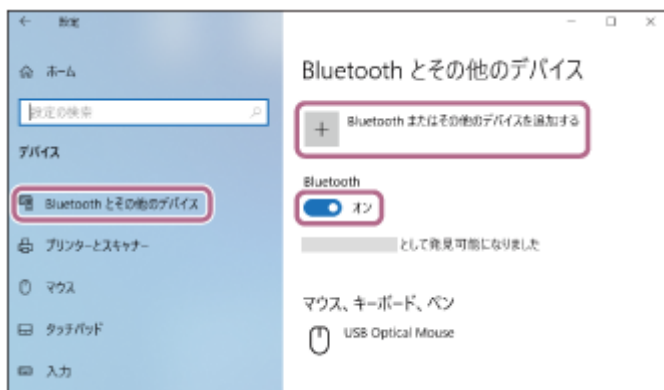 設定
ホーム
設定の検索
デバイス
Bluetooth とその他のデバイス
プリンターとスキャナー
マウス
タッチパッド
入力
Bluetooth とその他のデバイス
Bluetooth またはその他のデバイスを追加する
Bluetooth
オン
として発見可能になりました
マウス、キーボード、ペン
USB Optical Mouse